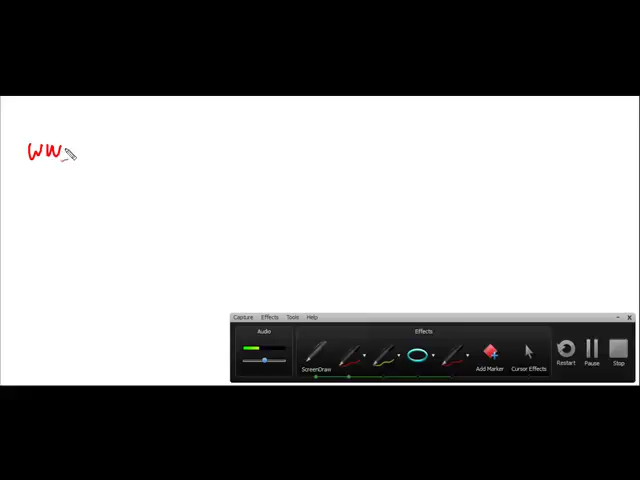 ww
Capture Effects Tools Help
Audio
Effects
ScreenDraw
Add Marker
Cursor Effects
Restart
Pause
Stop